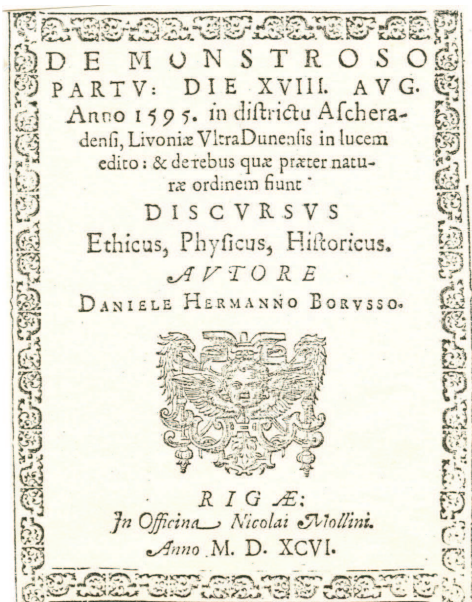 DE MONSTROSO
PARTV: DIE XVIII. AVG.
Anno 1595. in diſtrictu Aſchera-
denſi, Livoniæ VltraDunenſis in lucem
edito: & de rebus quæ præter natu-
ræ ordinem fiunt
DISCVRSVS
Ethicus, Phyſicus, Hiſtoricus.
AVTORE
DANIELE HERMANNO BORVSSO.
RIGÆ:
In Officina Nicolai Mollini.
Anno M. D. XCVI.